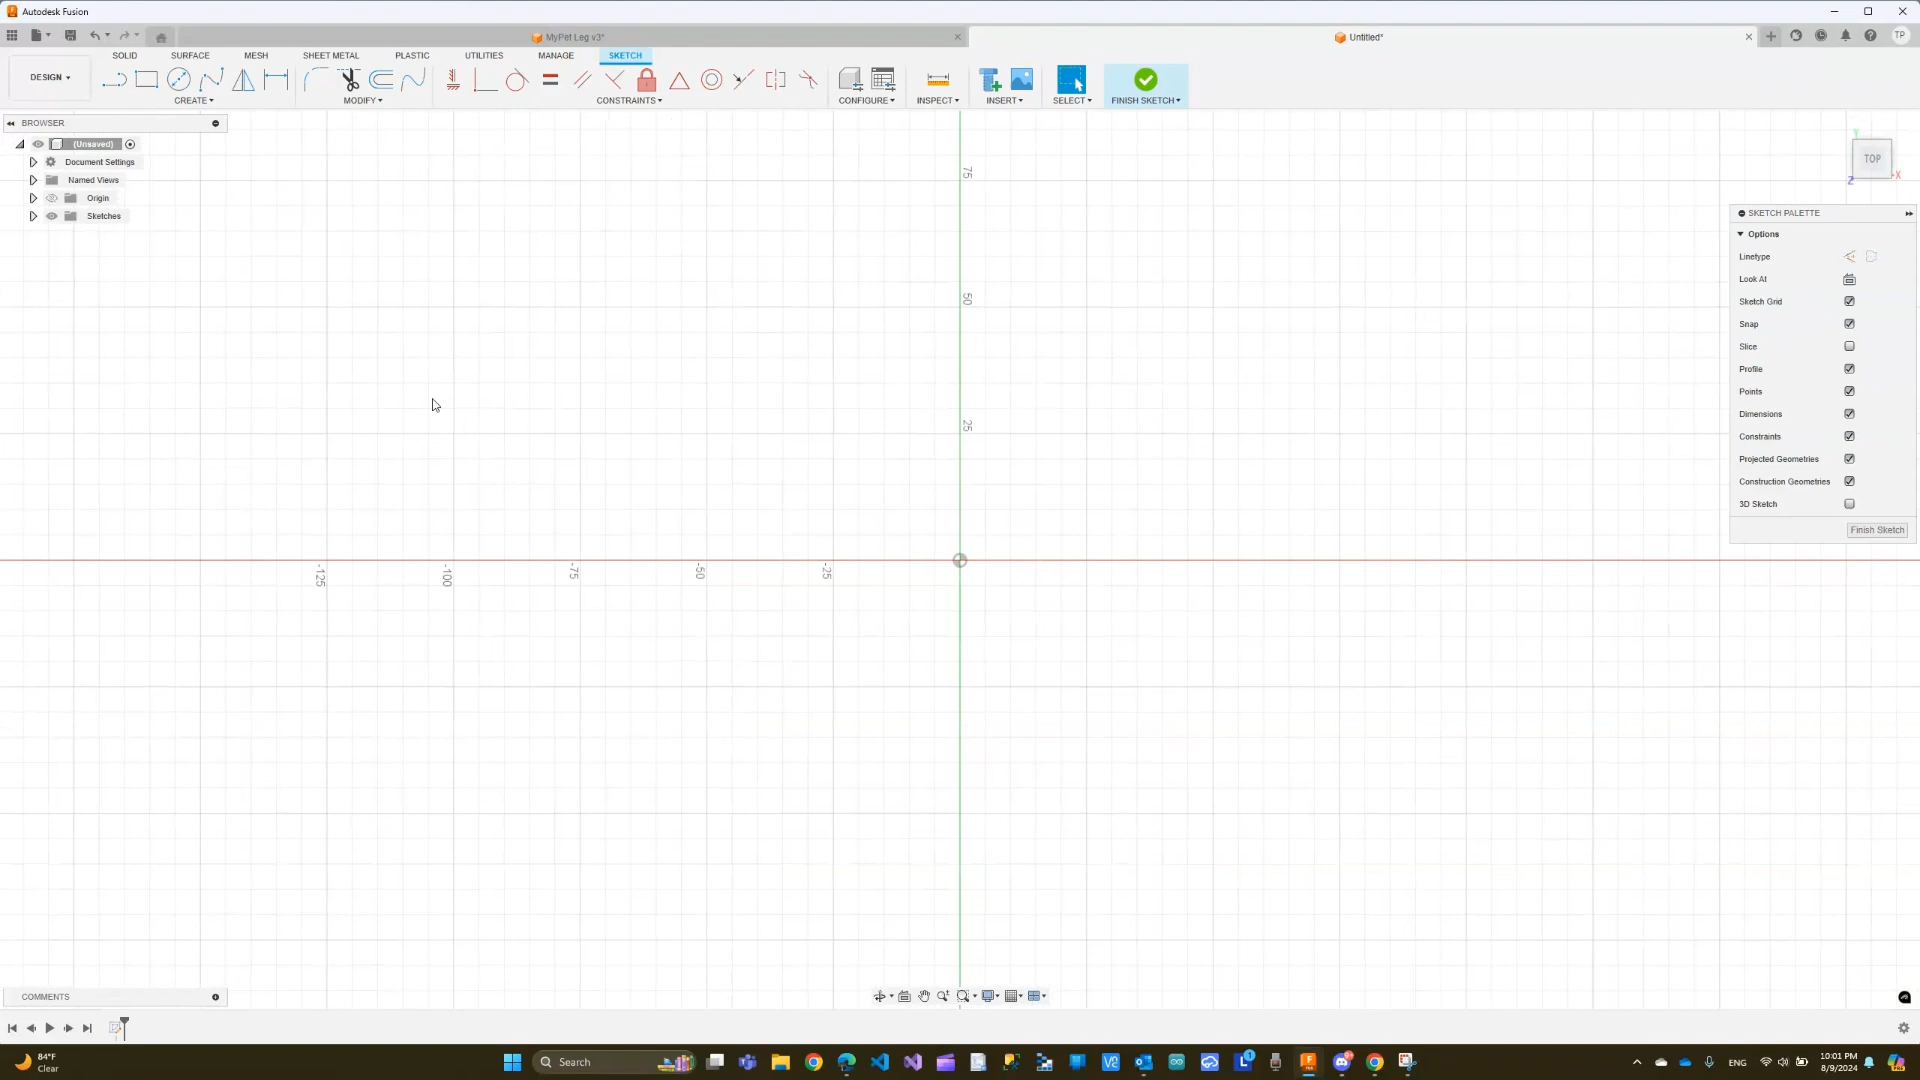 Autodesk Fusion
MyPet Leg v3*
Untitled*
TP
DESIGN
SOLID
SURFACE
MESH
SHEET METAL
PLASTIC
UTILITIES
MANAGE
SKETCH
CREATE
MODIFY
CONSTRAINTS
CONFIGURE
INSPECT
INSERT
SELECT
FINISH SKETCH
BROWSER
(Unsaved)
Document Settings
Named Views
Origin
Sketches
75
50
25
-125
-100
-75
-50
-25
Y
TOP
Z
X
SKETCH PALETTE
Options
Linetype
Look At
Sketch Grid
Snap
Slice
Profile
Points
Dimensions
Constraints
Projected Geometries
Construction Geometries
3D Sketch
Finish Sketch
COMMENTS
84°F
Clear
Search
ENG
10:01 PM
8/9/2024